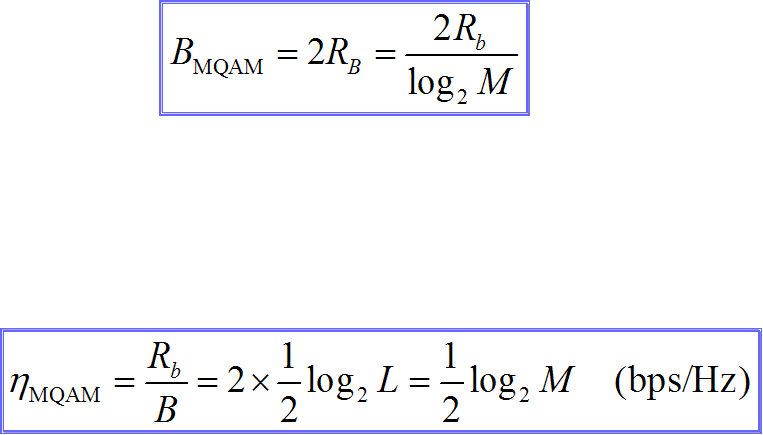 B_MQAM = 2R_B = 2R_b / log_2 M
η_MQAM = R_b / B = 2 × 1/2 log_2 L = 1/2 log_2 M (bps/Hz)